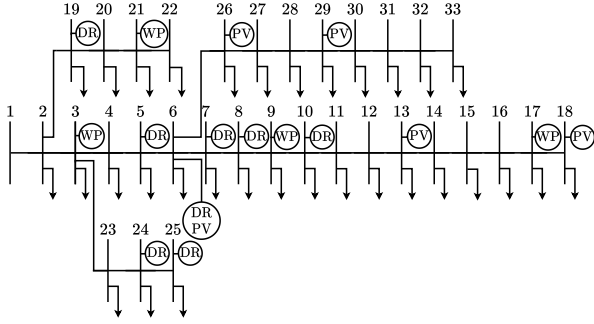 19 20 21 22 26 27 28 29 30 31 32 33
DR WP PV PV
1 2 3 4 5 6 7 8 9 10 11 12 13 14 15 16 17 18
WP DR DR DR WP DR PV WP PV
DR
PV
23 24 25
DR DR